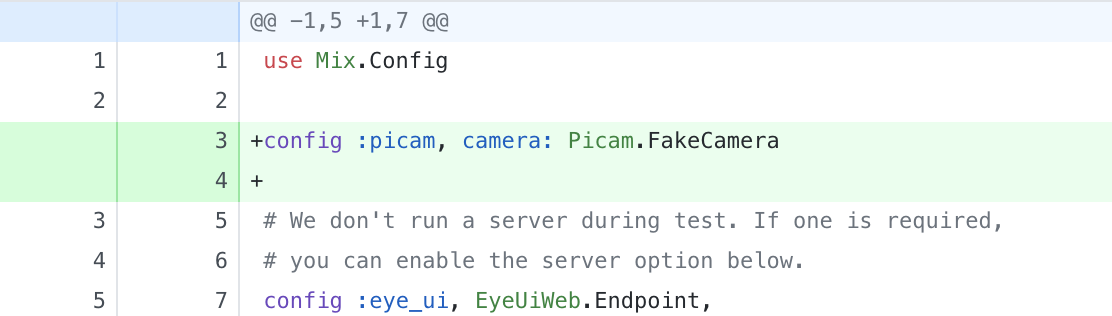 @@ -1,5 +1,7 @@
1 1 use Mix.Config
2 2
3 +config :picam, camera: Picam.FakeCamera
4 +
3 5 # We don't run a server during test. If one is required,
4 6 # you can enable the server option below.
5 7 config :eye_ui, EyeUiWeb.Endpoint,